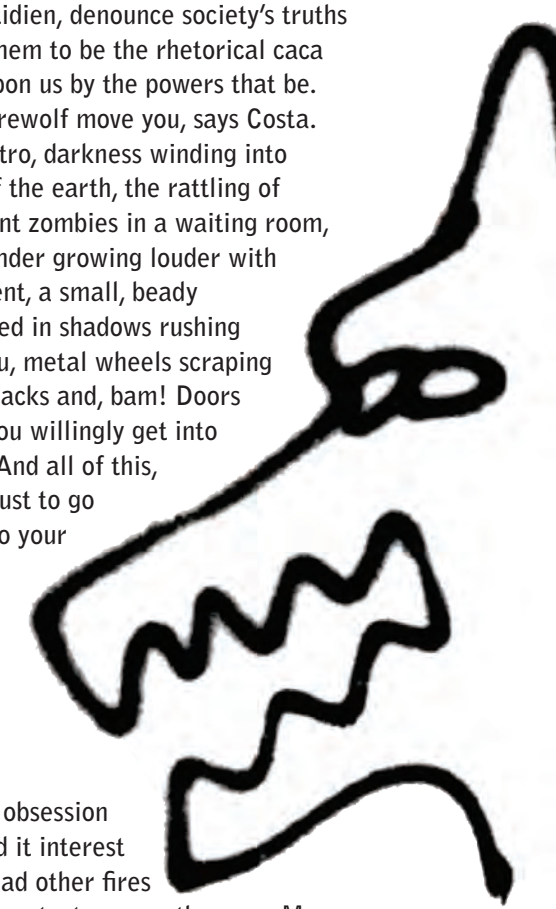 idien, denounce society's truths
hem to be the rhetorical caca
pon us by the powers that be.
rewolf move you, says Costa.
tro, darkness winding into
f the earth, the rattling of
nt zombies in a waiting room,
nder growing louder with
ent, a small, beady
ed in shadows rushing
u, metal wheels scraping
acks and, bam! Doors
ou willingly get into
And all of this,
ust to go
o your
obsession
d it interest
ad other fires